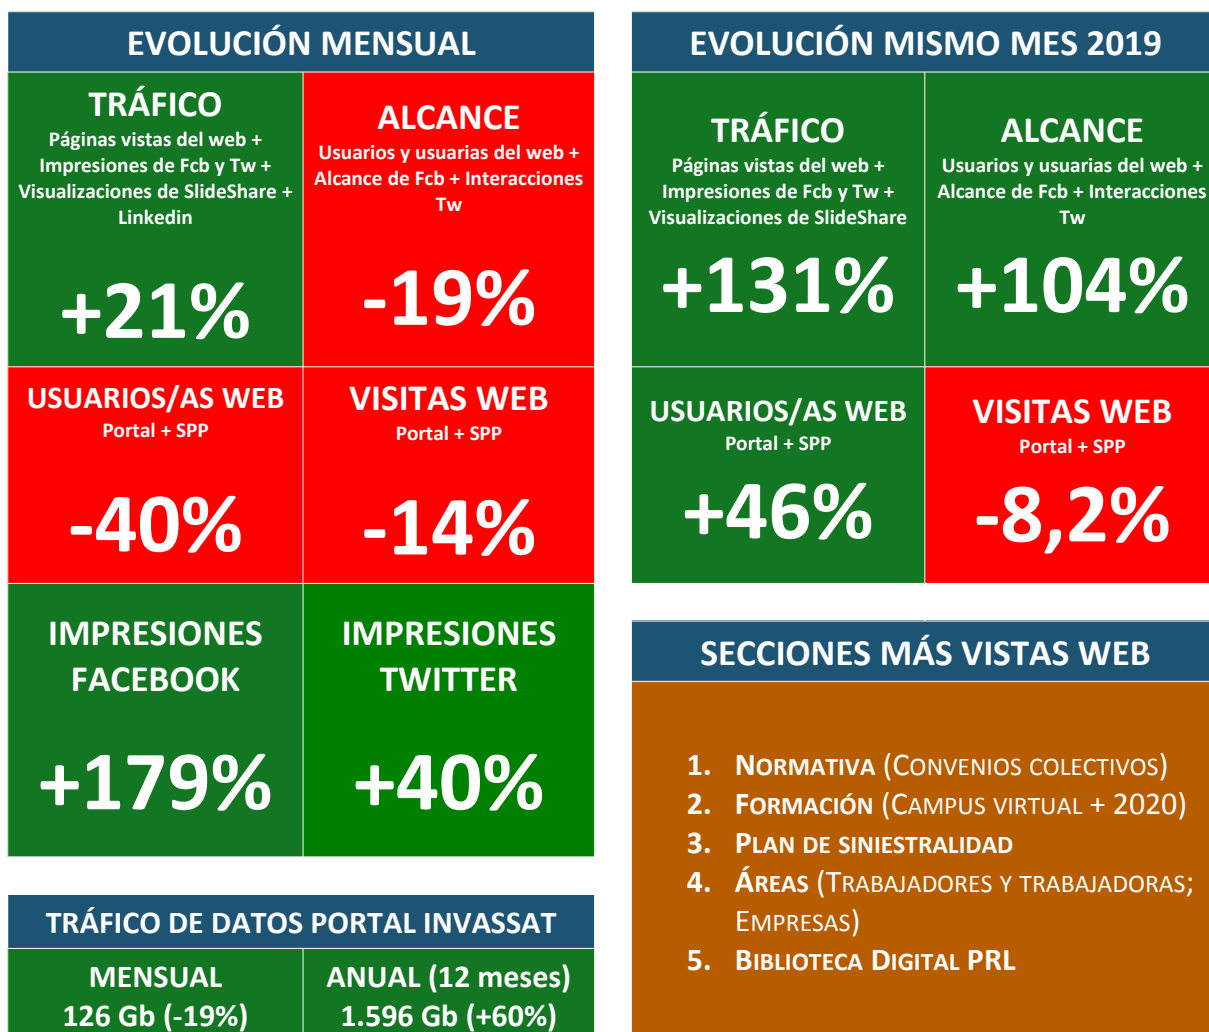 EVOLUCIÓN MENSUAL
TRÁFICO
Páginas vistas del web +
Impresiones de Fcb y Tw +
Visualizaciones de SlideShare +
Linkedin
+21%
ALCANCE
Usuarios y usuarias del web +
Alcance de Fcb + Interacciones
Tw
-19%
USUARIOS/AS WEB
Portal + SPP
-40%
VISITAS WEB
Portal + SPP
-14%
IMPRESIONES
FACEBOOK
+179%
IMPRESIONES
TWITTER
+40%
TRÁFICO DE DATOS PORTAL INVASSAT
MENSUAL
126 Gb (-19%)
ANUAL (12 meses)
1.596 Gb (+60%)
EVOLUCIÓN MISMO MES 2019
TRÁFICO
Páginas vistas del web +
Impresiones de Fcb y Tw +
Visualizaciones de SlideShare
+131%
ALCANCE
Usuarios y usuarias del web +
Alcance de Fcb + Interacciones
Tw
+104%
USUARIOS/AS WEB
Portal + SPP
+46%
VISITAS WEB
Portal + SPP
-8,2%
SECCIONES MÁS VISTAS WEB
1. NORMATIVA (CONVENIOS COLECTIVOS)
2. FORMACIÓN (CAMPUS VIRTUAL + 2020)
3. PLAN DE SINIESTRALIDAD
4. ÁREAS (TRABAJADORES Y TRABAJADORAS;
EMPRESAS)
5. BIBLIOTECA DIGITAL PRL